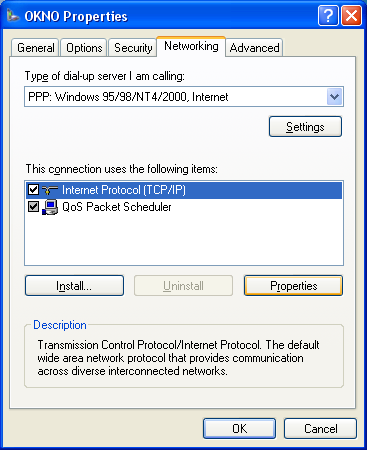 OKNO Properties
General Options Security Networking Advanced
Type of dial-up server I am calling:
PPP: Windows 95/98/NT4/2000, Internet
Settings
This connection uses the following items:
Internet Protocol (TCP/IP)
QoS Packet Scheduler
Install... Uninstall Properties
Description
Transmission Control Protocol/Internet Protocol. The default
wide area network protocol that provides communication
across diverse interconnected networks.
OK Cancel